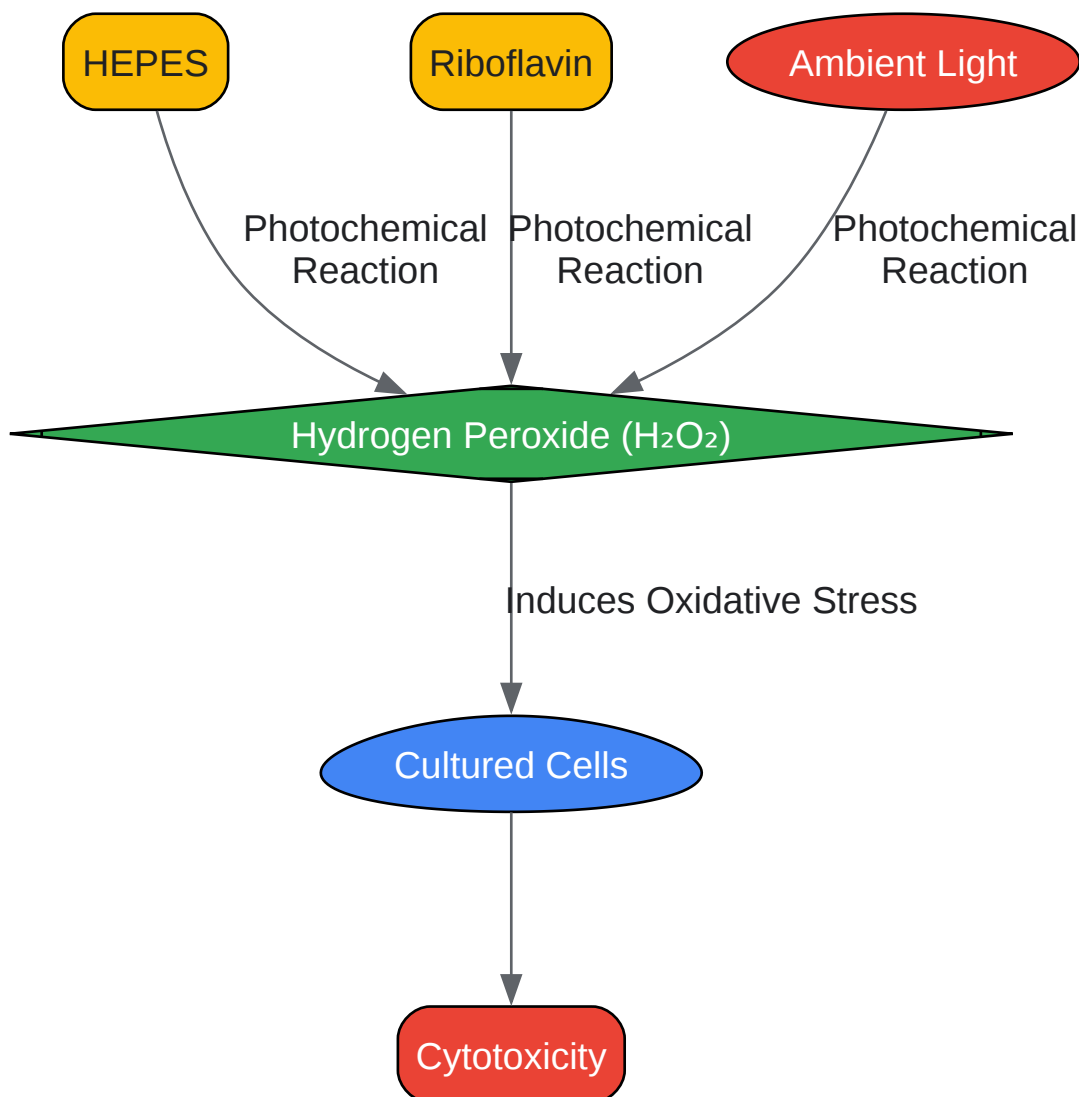 HEPES
Riboflavin
Ambient Light
Photochemical
Reaction
Photochemical
Reaction
Photochemical
Reaction
Hydrogen Peroxide (H₂O₂)
Induces Oxidative Stress
Cultured Cells
Cytotoxicity